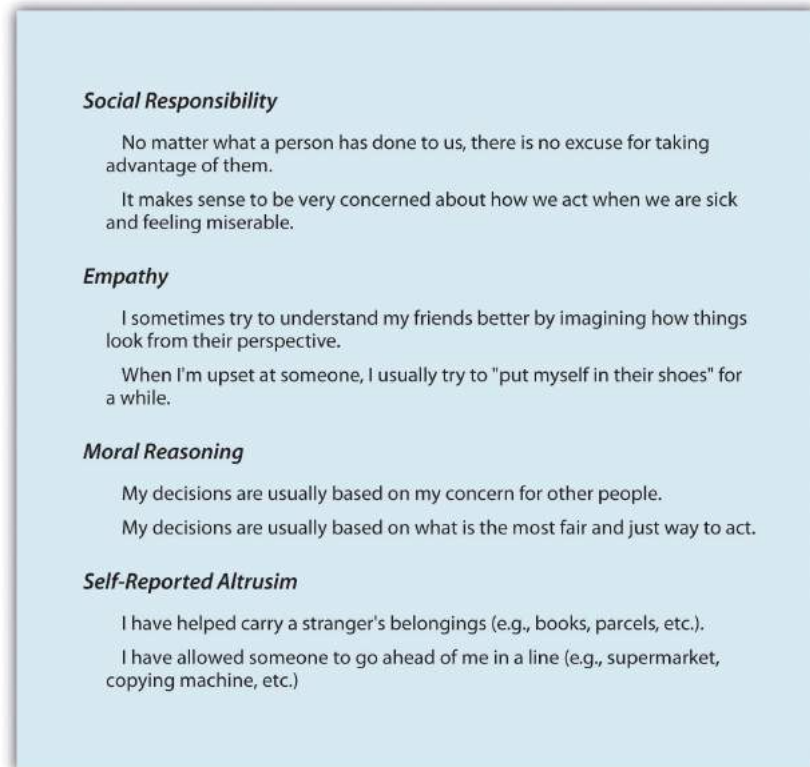 Social Responsibility
No matter what a person has done to us, there is no excuse for taking
advantage of them.
It makes sense to be very concerned about how we act when we are sick
and feeling miserable.
Empathy
I sometimes try to understand my friends better by imagining how things
look from their perspective.
When I'm upset at someone, I usually try to "put myself in their shoes" for
a while.
Moral Reasoning
My decisions are usually based on my concern for other people.
My decisions are usually based on what is the most fair and just way to act.
Self-Reported Altrusim
I have helped carry a stranger's belongings (e.g., books, parcels, etc.).
I have allowed someone to go ahead of me in a line (e.g., supermarket,
copying machine, etc.)